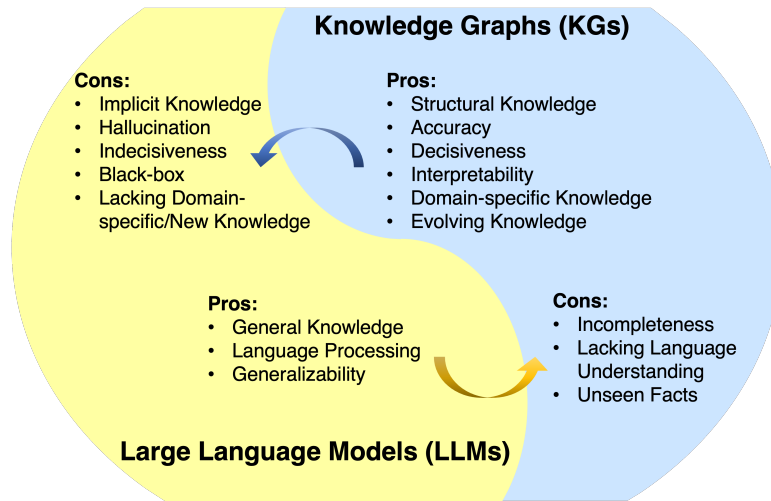 Knowledge Graphs (KGs)
Cons:
• Implicit Knowledge
• Hallucination
• Indecisiveness
• Black-box
• Lacking Domain-
specific/New Knowledge
Pros:
• Structural Knowledge
• Accuracy
• Decisiveness
• Interpretability
• Domain-specific Knowledge
• Evolving Knowledge
Pros:
• General Knowledge
• Language Processing
• Generalizability
Cons:
• Incompleteness
• Lacking Language
Understanding
• Unseen Facts
Large Language Models (LLMs)